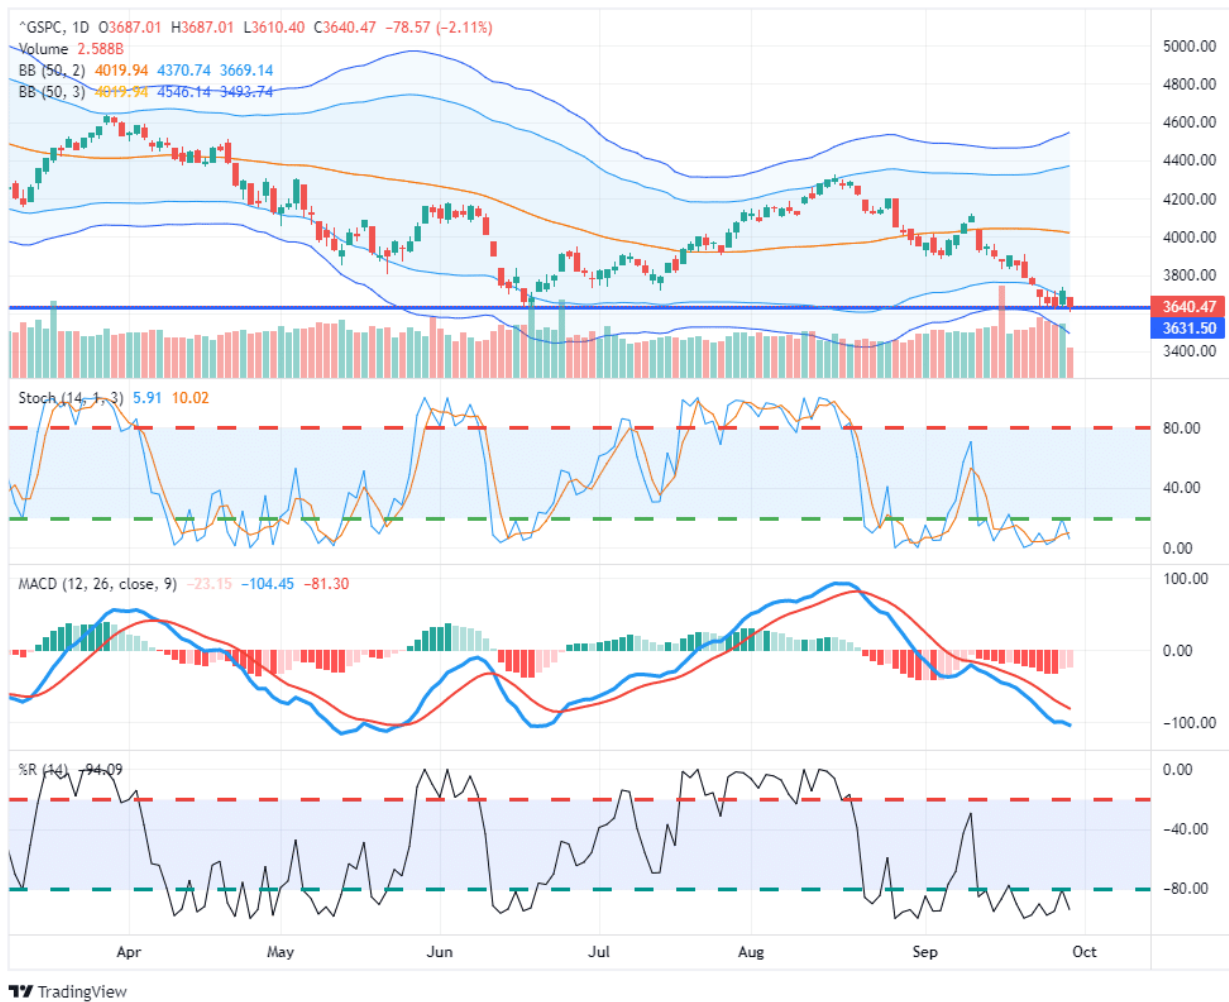 ^GSPC, 1D O3687.01 H3687.01 L3610.40 C3640.47 −78.57 (−2.11%)
Volume 2.588B
BB (50, 2) 4019.94 4370.74 3669.14
BB (50, 3) 4019.94 4546.14 3493.74
5000.00
4800.00
4600.00
4400.00
4200.00
4000.00
3800.00
3640.47
3631.50
3400.00
Stoch (14, 1, 3) 5.91 10.02
80.00
40.00
0.00
MACD (12, 26, close, 9) −23.15 −104.45 −81.30
100.00
0.00
−100.00
%R (14) −94.09
0.00
−40.00
−80.00
Apr May Jun Jul Aug Sep Oct
TradingView